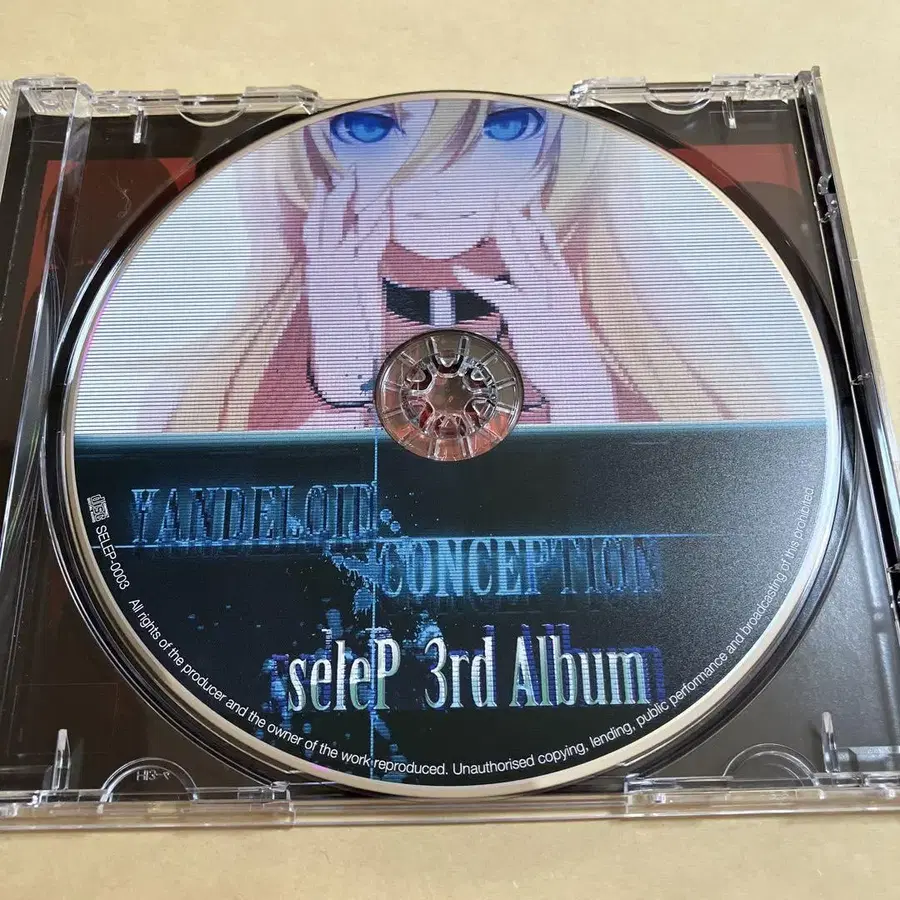 YANDELOID
CONCEPTION
seleP 3rd Album
SELEP-0003 All rights of the producer and the owner of the work reproduced. Unauthorised copying, lending, public performance and broadcasting of this prohibited